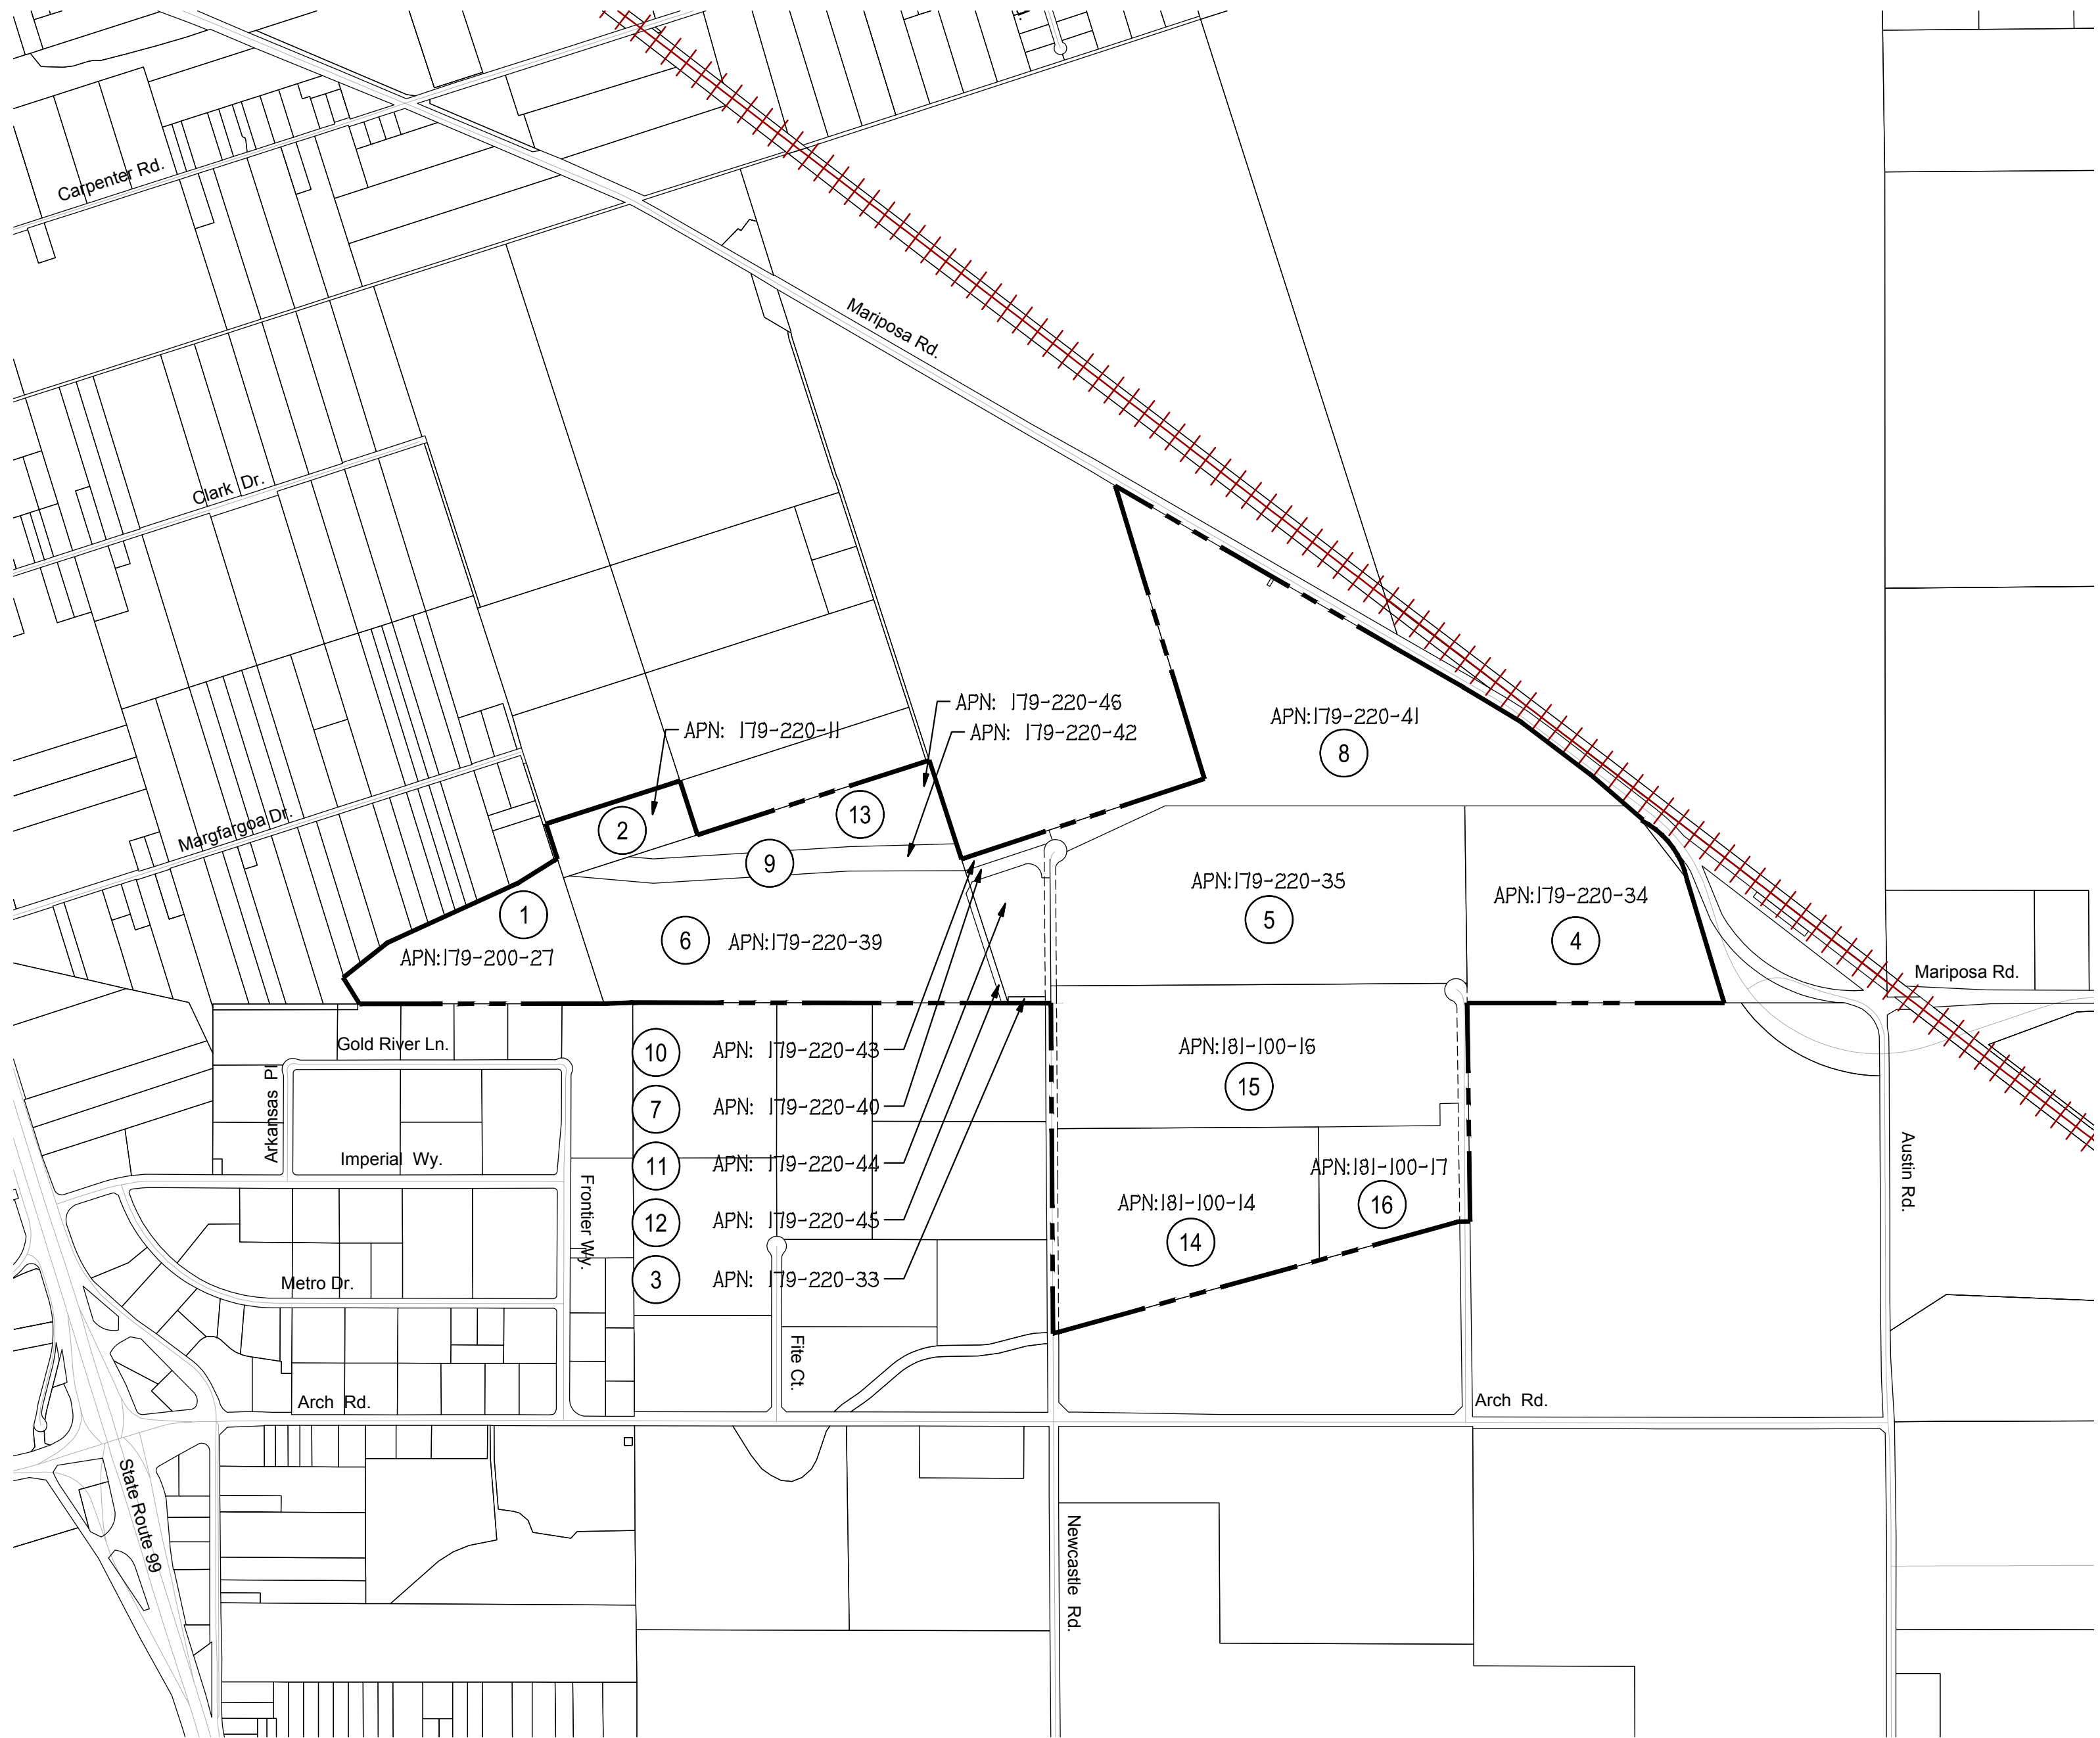 Carpenter Rd.
Mariposa Rd.
Clark Dr.
APN: 179-220-46
APN: 179-220-11
APN: 179-220-42
APN:179-220-41
8
13
2
Margfargoa Dr.
9
APN:179-220-35
APN:179-220-34
1
5
6
APN:179-220-39
4
APN:179-200-27
Mariposa Rd.
Gold River Ln.
10
APN: 179-220-43
APN:181-100-16
Arkansas Pl
15
7
APN: 179-220-40
Imperial Wy.
11
APN: 179-220-44
APN:181-100-17
Austin Rd.
Frontier Wy.
APN:181-100-14
16
12
APN: 179-220-45
14
Metro Dr.
3
APN: 179-220-33
Fite Ct.
Arch Rd.
Arch Rd.
State Route 99
Newcastle Rd.